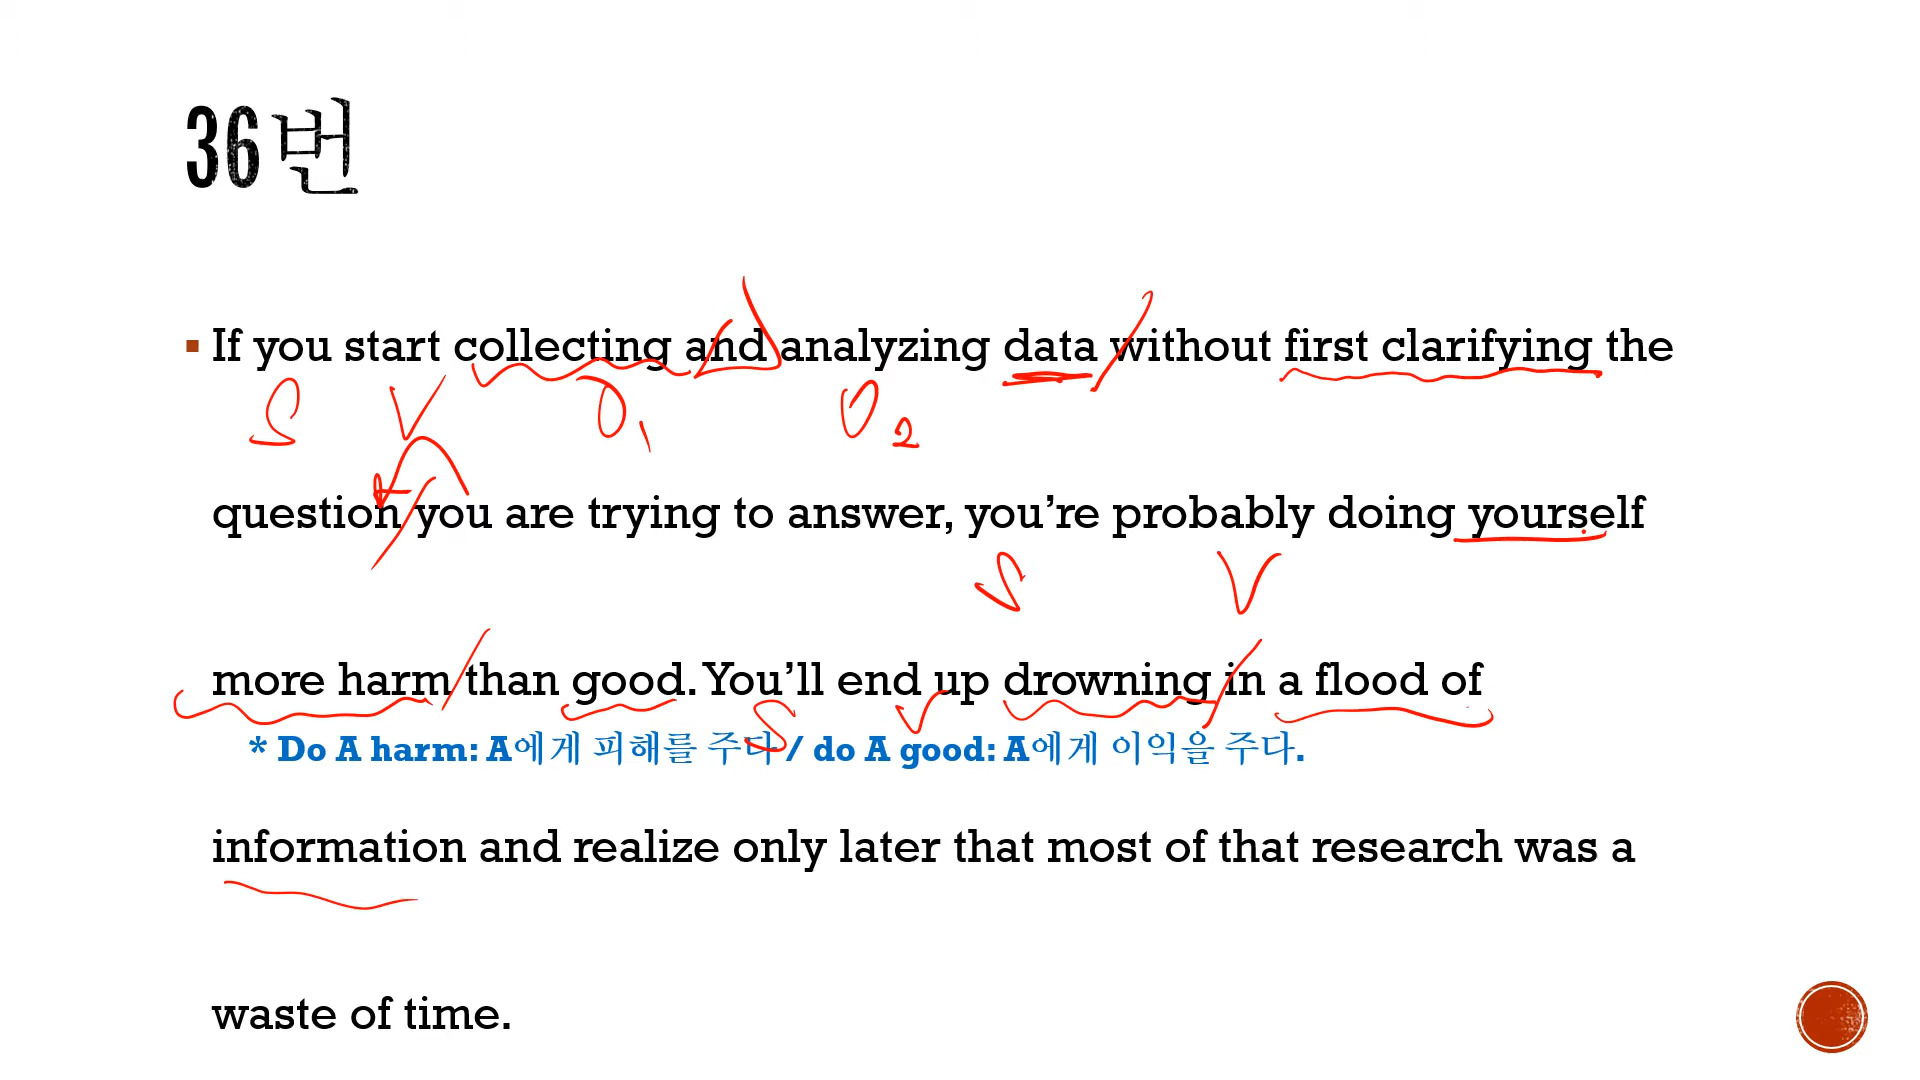 36번
If you start collecting and analyzing data without first clarifying the
S V O1 O2
question you are trying to answer, you’re probably doing yourself
S V
more harm than good. You’ll end up drowning in a flood of
S V
* Do A harm: A에게 피해를 주다 / do A good: A에게 이익을 주다.
information and realize only later that most of that research was a
waste of time.